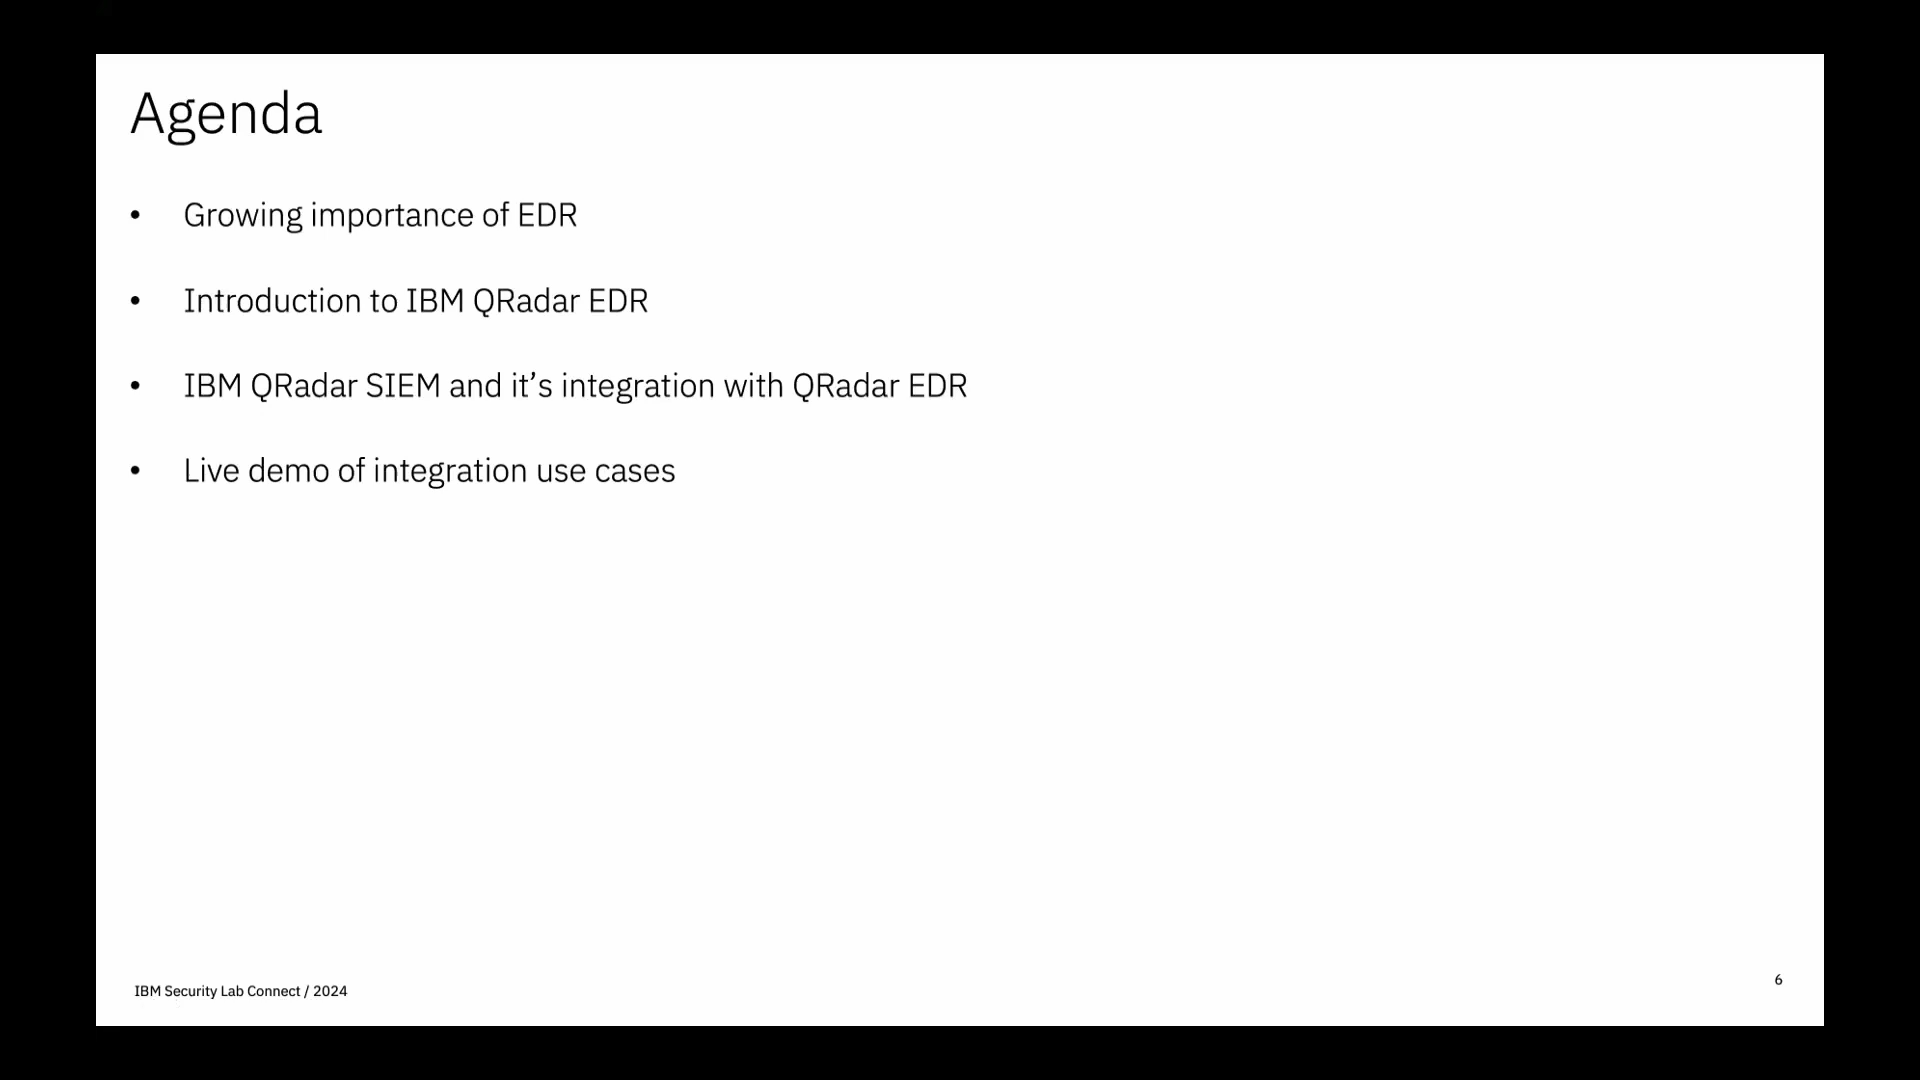 Agenda
• Growing importance of EDR
• Introduction to IBM QRadar EDR
• IBM QRadar SIEM and it’s integration with QRadar EDR
• Live demo of integration use cases
IBM Security Lab Connect / 2024
6